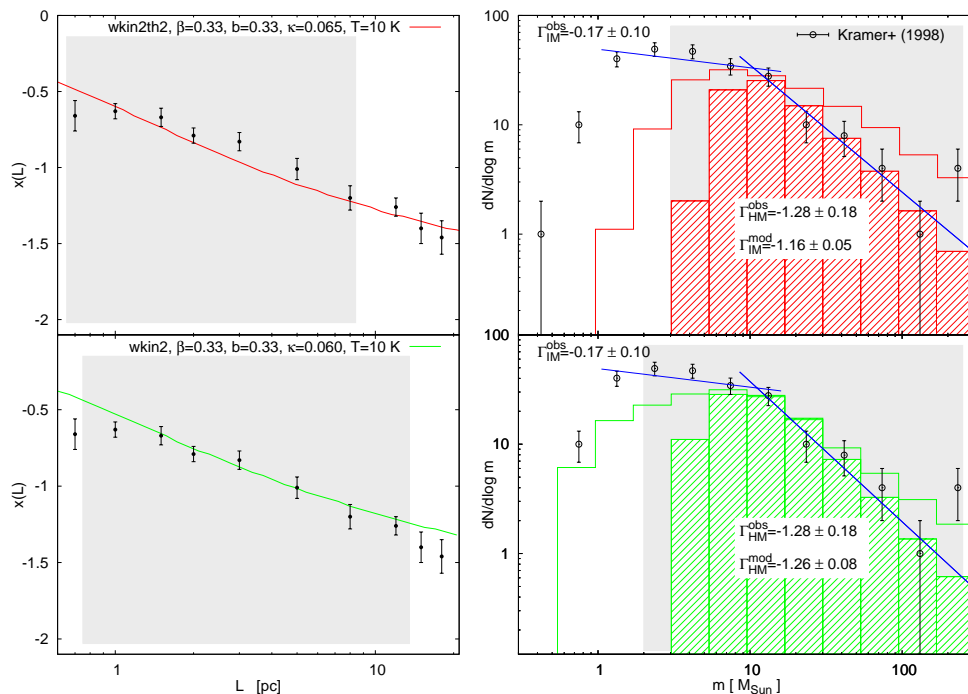 wkin2th2, β=0.33, b=0.33, κ=0.065, T=10 K
x(L)
0
-0.5
-1
-1.5
-2
Γ_IM^obs=-0.17 ± 0.10
Kramer+ (1998)
dN/dlog m
100
10
1
100
Γ_HM^obs=-1.28 ± 0.18
Γ_IM^mod=-1.16 ± 0.05
wkin2, β=0.33, b=0.33, κ=0.060, T=10 K
x(L)
-0.5
-1
-1.5
-2
1
10
L [pc]
Γ_IM^obs=-0.17 ± 0.10
dN/dlog m
100
10
1
Γ_HM^obs=-1.28 ± 0.18
Γ_HM^mod=-1.26 ± 0.08
1
10
100
m [ M_Sun]